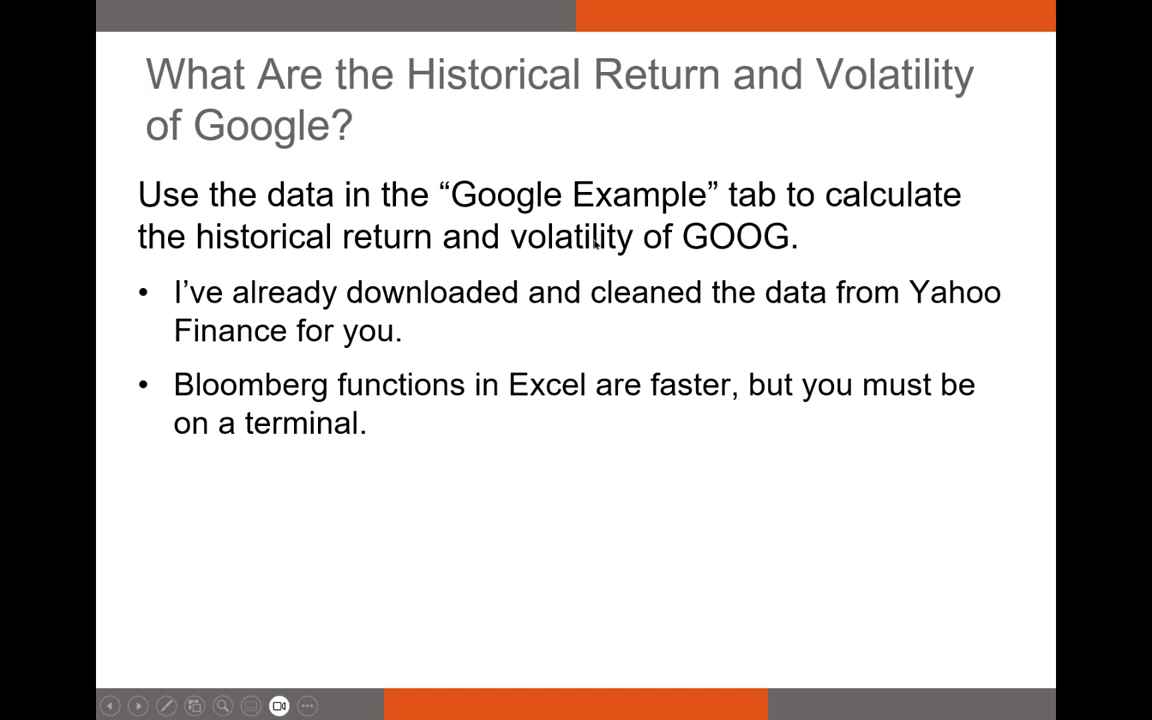 What Are the Historical Return and Volatility
of Google?
Use the data in the “Google Example” tab to calculate
the historical return and volatility of GOOG.
• I’ve already downloaded and cleaned the data from Yahoo
Finance for you.
• Bloomberg functions in Excel are faster, but you must be
on a terminal.